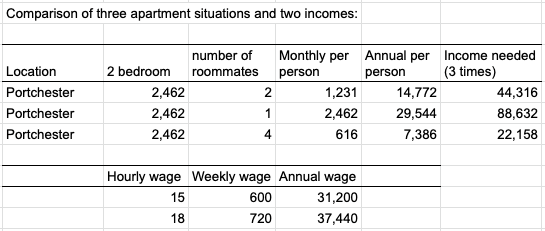 Comparison of three apartment situations and two incomes:
number of Monthly per Annual per Income needed
Location 2 bedroom roommates person person (3 times)
Portchester 2,462 2 1,231 14,772 44,316
Portchester 2,462 1 2,462 29,544 88,632
Portchester 2,462 4 616 7,386 22,158
Hourly wage Weekly wage Annual wage
15 600 31,200
18 720 37,440